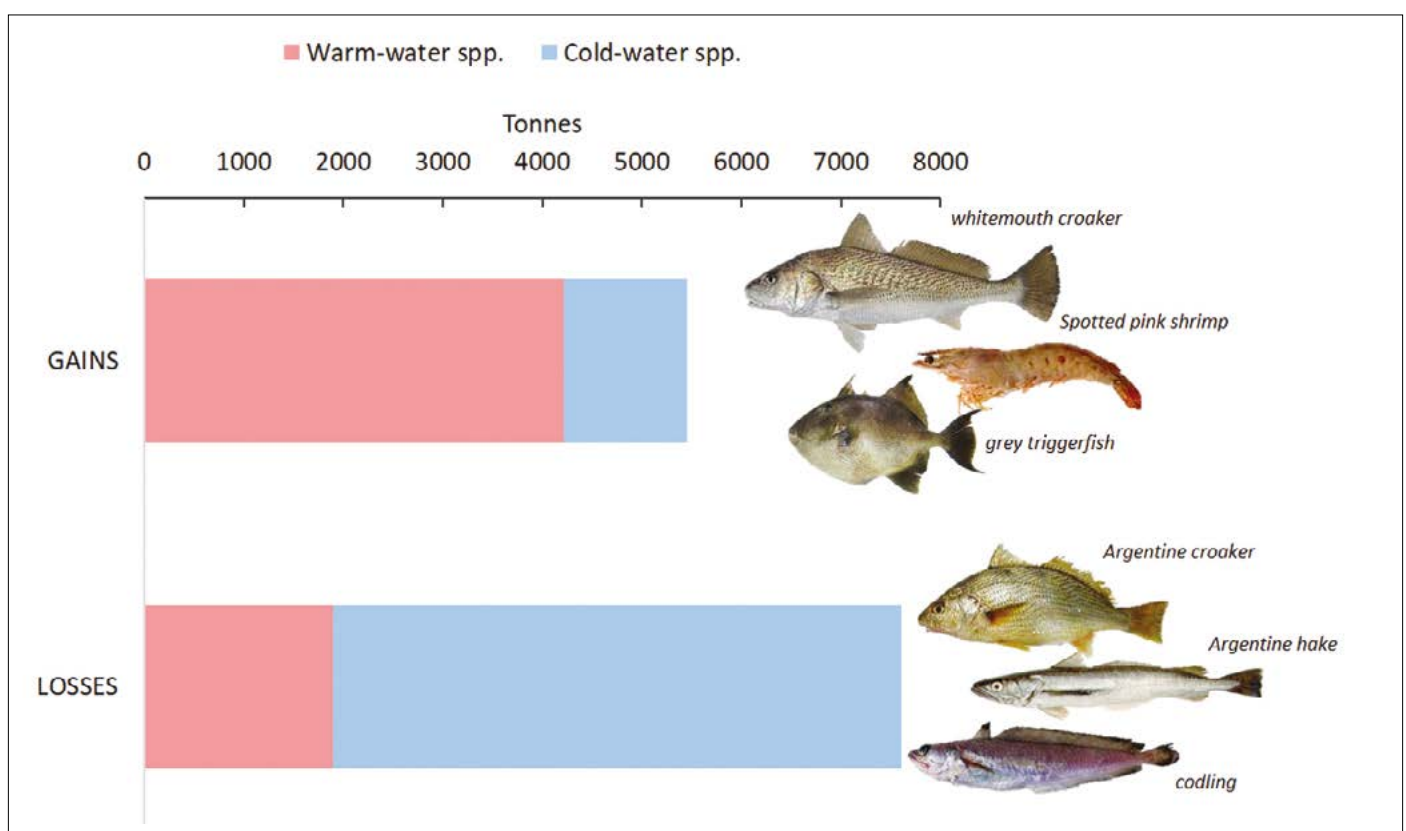 Warm-water spp. Cold-water spp.
Tonnes
0 1000 2000 3000 4000 5000 6000 7000 8000
whitemouth croaker
Spotted pink shrimp
GAINS
grey triggerfish
Argentine croaker
Argentine hake
LOSSES
codling